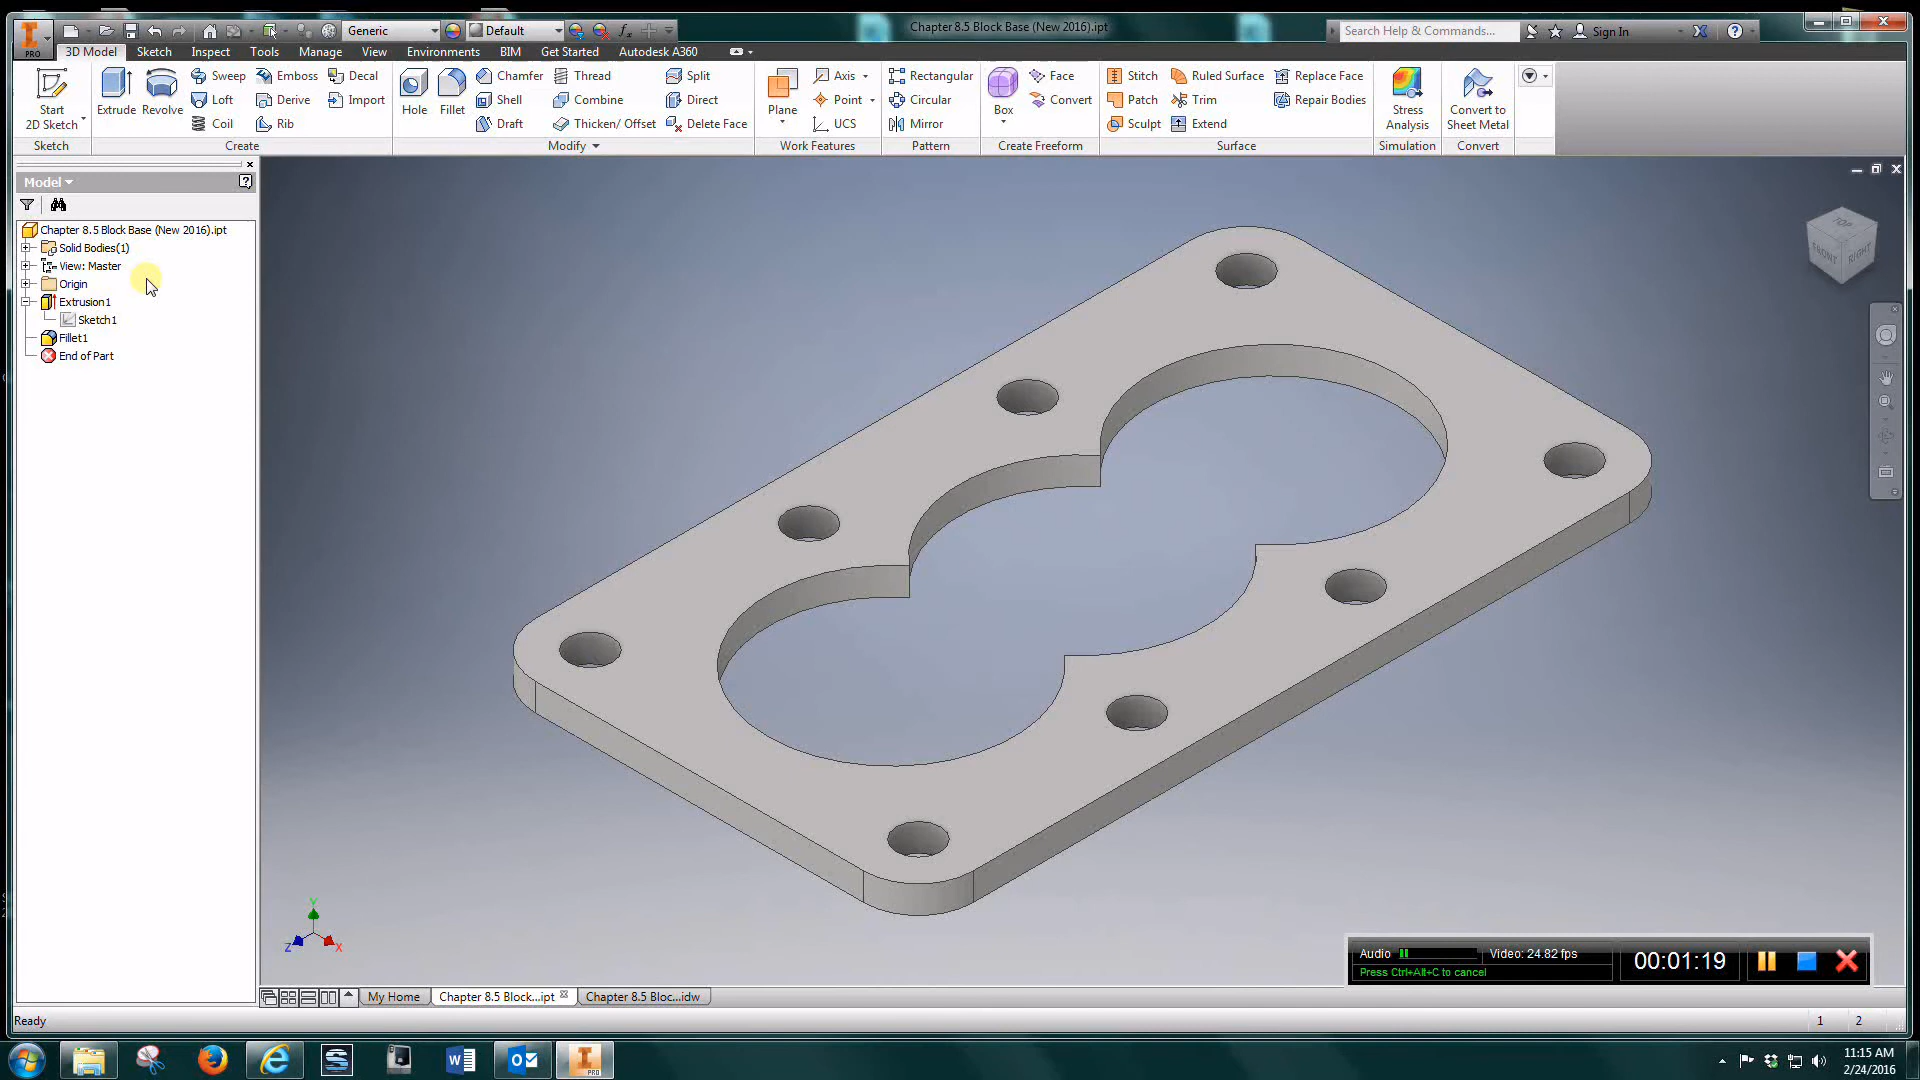 Chapter 8.5 Block Base (New 2016).ipt
PRO
Generic
Default
Search Help & Commands...
Sign In
3D Model Sketch Inspect Tools Manage View Environments BIM Get Started Autodesk A360
Start
2D Sketch
Sketch
Extrude Revolve
Sweep Emboss Decal
Loft Derive Import
Coil Rib
Create
Hole Fillet
Chamfer Thread Split
Shell Combine Direct
Draft Thicken/ Offset Delete Face
Modify
Plane
Axis
Point
UCS
Work Features
Rectangular
Circular
Mirror
Pattern
Box
Face
Convert
Create Freeform
Stitch Ruled Surface Replace Face
Patch Trim Repair Bodies
Sculpt Extend
Surface
Stress
Analysis
Simulation
Convert to
Sheet Metal
Convert
Model
Chapter 8.5 Block Base (New 2016).ipt
Solid Bodies(1)
View: Master
Origin
Extrusion1
Sketch1
Fillet1
End of Part
TOP
FRONT
RIGHT
Y
Z
X
Audio
Video: 24.82 fps
Press Ctrl+Alt+C to cancel
00:01:19
My Home
Chapter 8.5 Block...ipt
Chapter 8.5 Bloc...idw
Ready
1 2
PRO
11:15 AM
2/24/2016